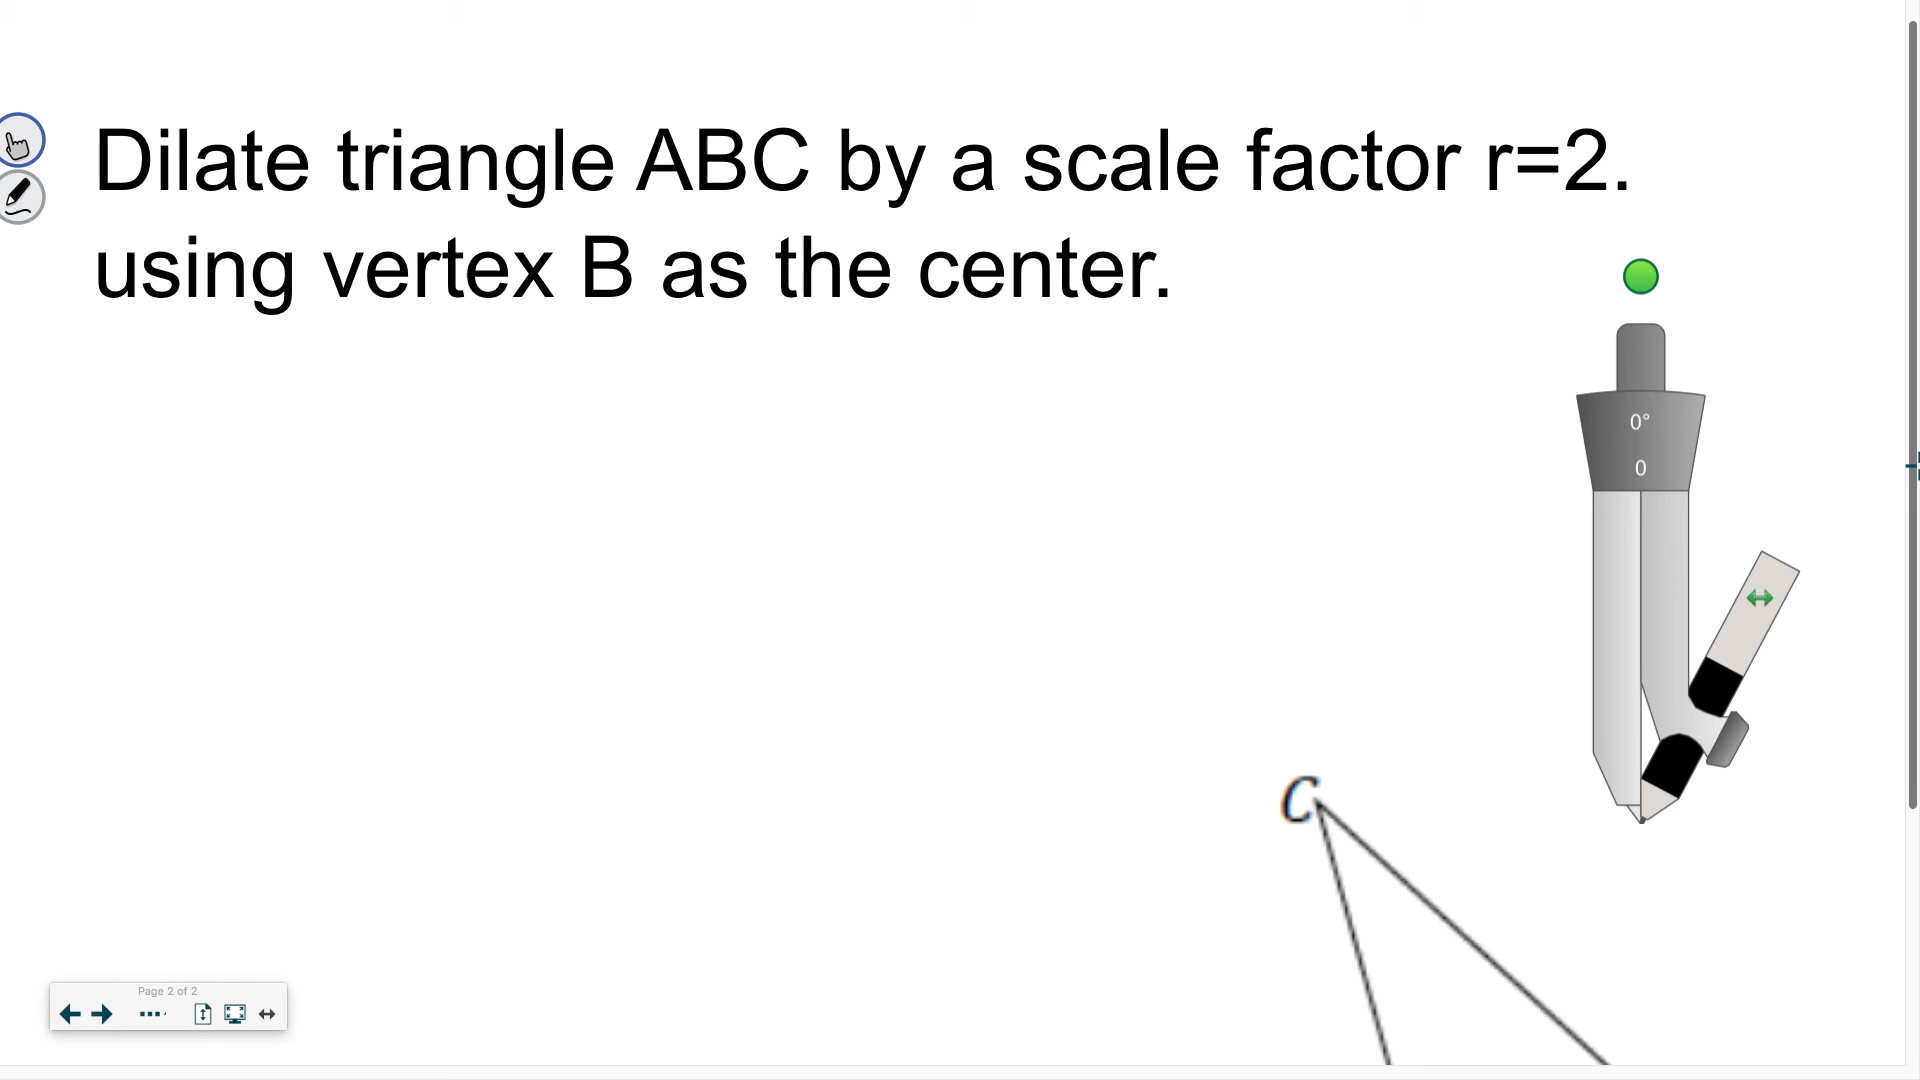 Dilate triangle ABC by a scale factor r=2.
using vertex B as the center.
0°
0
C
Page 2 of 2